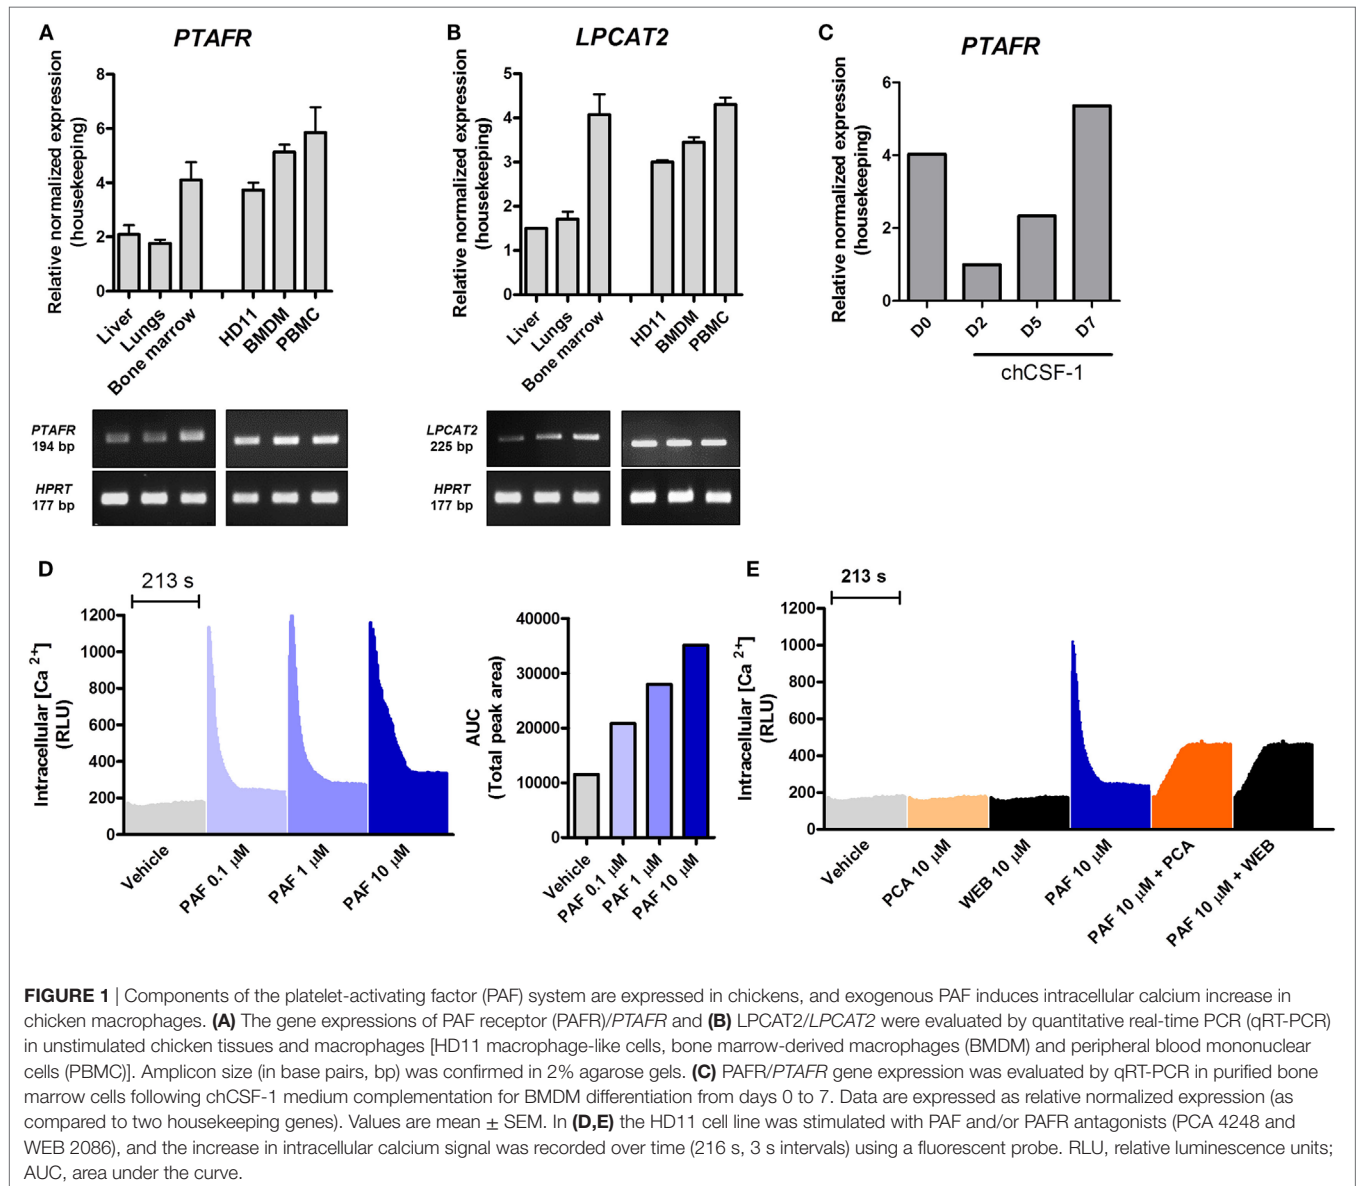 A
PTAFR
Relative normalized expression
(housekeeping)
8
6
4
2
0
Liver
Lungs
Bone marrow
HD11
BMDM
PBMC
PTAFR
194 bp
HPRT
177 bp
B
LPCAT2
Relative normalized expression
(housekeeping)
5
4
3
2
1
0
Liver
Lungs
Bone marrow
HD11
BMDM
PBMC
LPCAT2
225 bp
HPRT
177 bp
C
PTAFR
Relative normalized expression
(housekeeping)
6
4
2
0
D0
D2
D5
D7
chCSF-1
D
213 s
Intracellular [Ca 2+]
(RLU)
1200
1000
800
600
400
200
0
Vehicle
PAF 0.1 µM
PAF 1 µM
PAF 10 µM
AUC
(Total peak area)
40000
30000
20000
10000
0
Vehicle
PAF 0.1 µM
PAF 1 µM
PAF 10 µM
E
213 s
Intracellular [Ca 2+]
(RLU)
1200
1000
800
600
400
200
0
Vehicle
PCA 10 µM
WEB 10 µM
PAF 10 µM
PAF 10 µM + PCA
PAF 10 µM + WEB
FIGURE 1 | Components of the platelet-activating factor (PAF) system are expressed in chickens, and exogenous PAF induces intracellular calcium increase in
chicken macrophages. (A) The gene expressions of PAF receptor (PAFR)/PTAFR and (B) LPCAT2/LPCAT2 were evaluated by quantitative real-time PCR (qRT-PCR)
in unstimulated chicken tissues and macrophages [HD11 macrophage-like cells, bone marrow-derived macrophages (BMDM) and peripheral blood mononuclear
cells (PBMC)]. Amplicon size (in base pairs, bp) was confirmed in 2% agarose gels. (C) PAFR/PTAFR gene expression was evaluated by qRT-PCR in purified bone
marrow cells following chCSF-1 medium complementation for BMDM differentiation from days 0 to 7. Data are expressed as relative normalized expression (as
compared to two housekeeping genes). Values are mean ± SEM. In (D,E) the HD11 cell line was stimulated with PAF and/or PAFR antagonists (PCA 4248 and
WEB 2086), and the increase in intracellular calcium signal was recorded over time (216 s, 3 s intervals) using a fluorescent probe. RLU, relative luminescence units;
AUC, area under the curve.